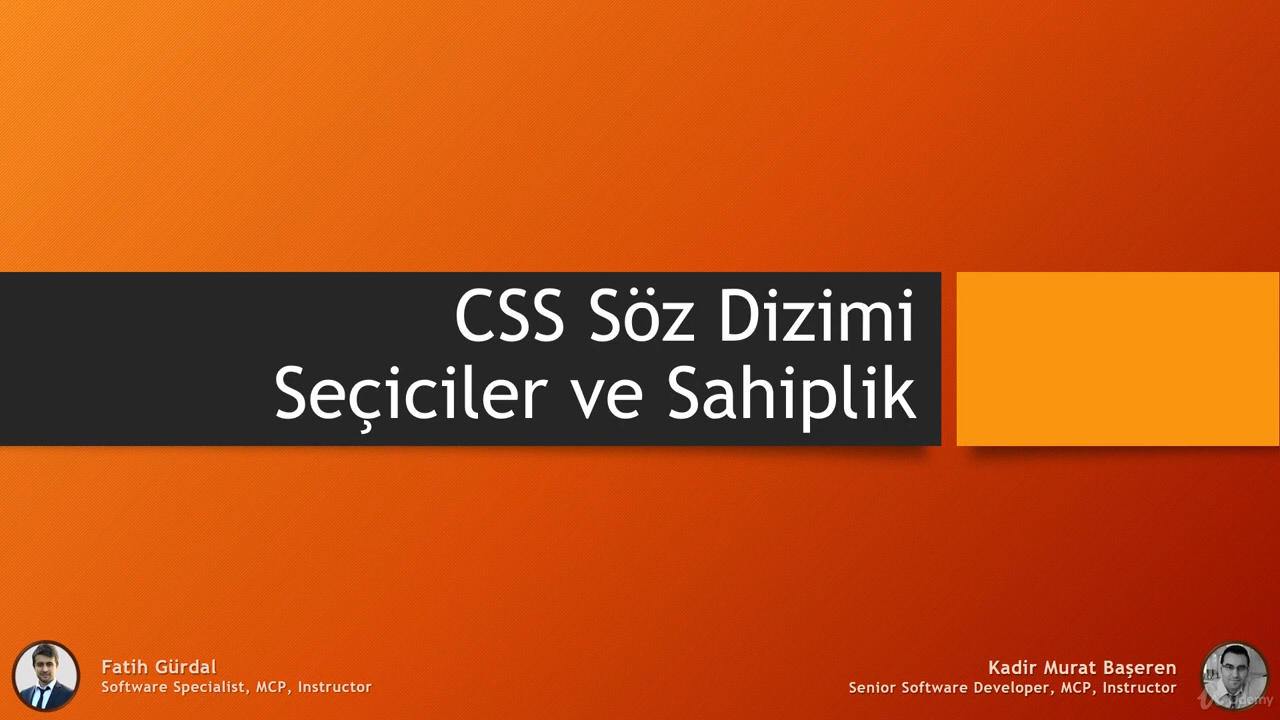 CSS Söz Dizimi
Seçiciler ve Sahiplik
Fatih Gürdal
Software Specialist, MCP, Instructor
Kadir Murat Başeren
Senior Software Developer, MCP, Instructor
Udemy